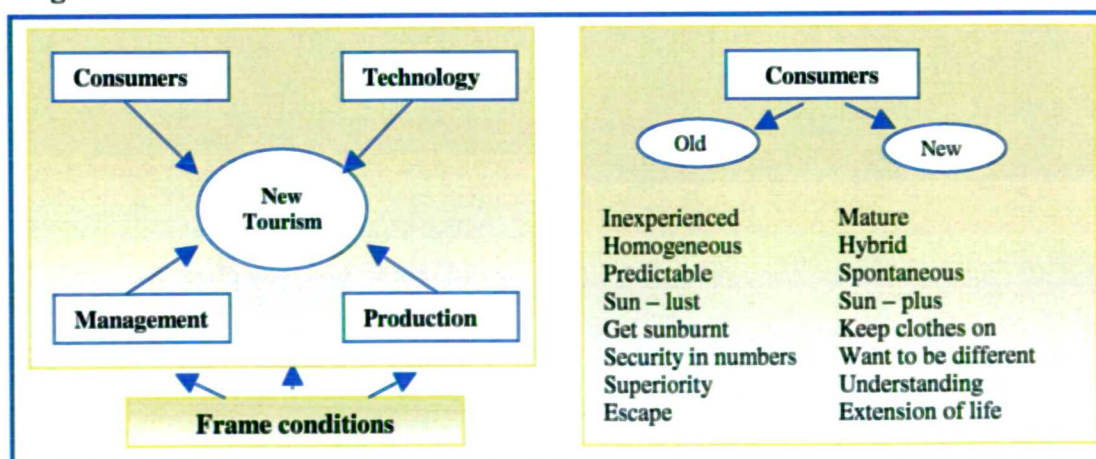 Consumers
Technology
New
Tourism
Management
Production
Frame conditions
Consumers
Old
New
Inexperienced Mature
Homogeneous Hybrid
Predictable Spontaneous
Sun – lust Sun – plus
Get sunburnt Keep clothes on
Security in numbers Want to be different
Superiority Understanding
Escape Extension of life